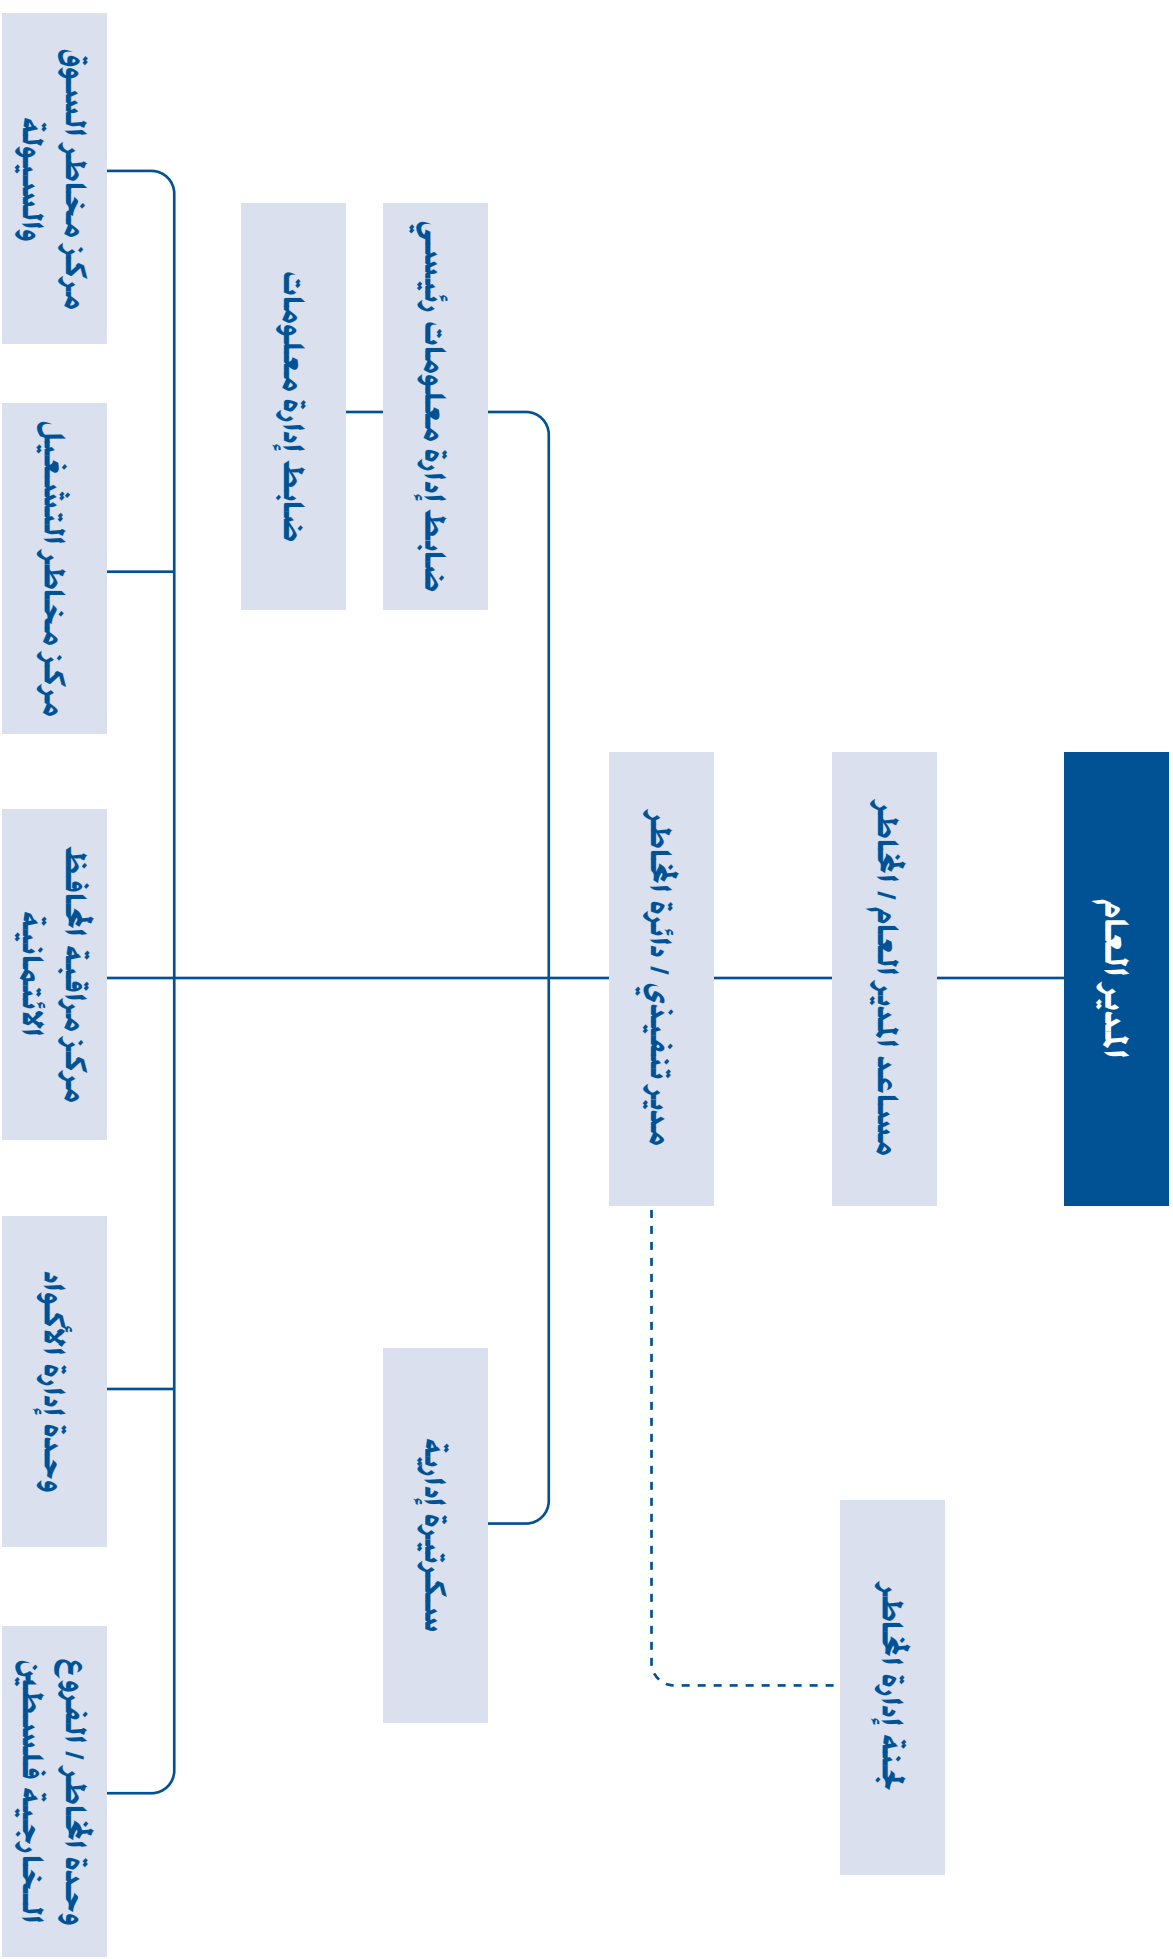 المدير العام
مساعد المدير العام / المخاطر
لجنة إدارة المخاطر
مدير تنفيذي / دائرة المخاطر
ضابط إدارة معلومات رئيسي
سكرتيرة إدارية
ضابط إدارة معلومات
مركز مخاطر السوق
والسيولة
مركز مخاطر التشغيل
مركز مراقبة المحافظ
الائتمانية
وحدة إدارة الأكواد
وحدة المخاطر / الفروع
الخارجية فلسطين